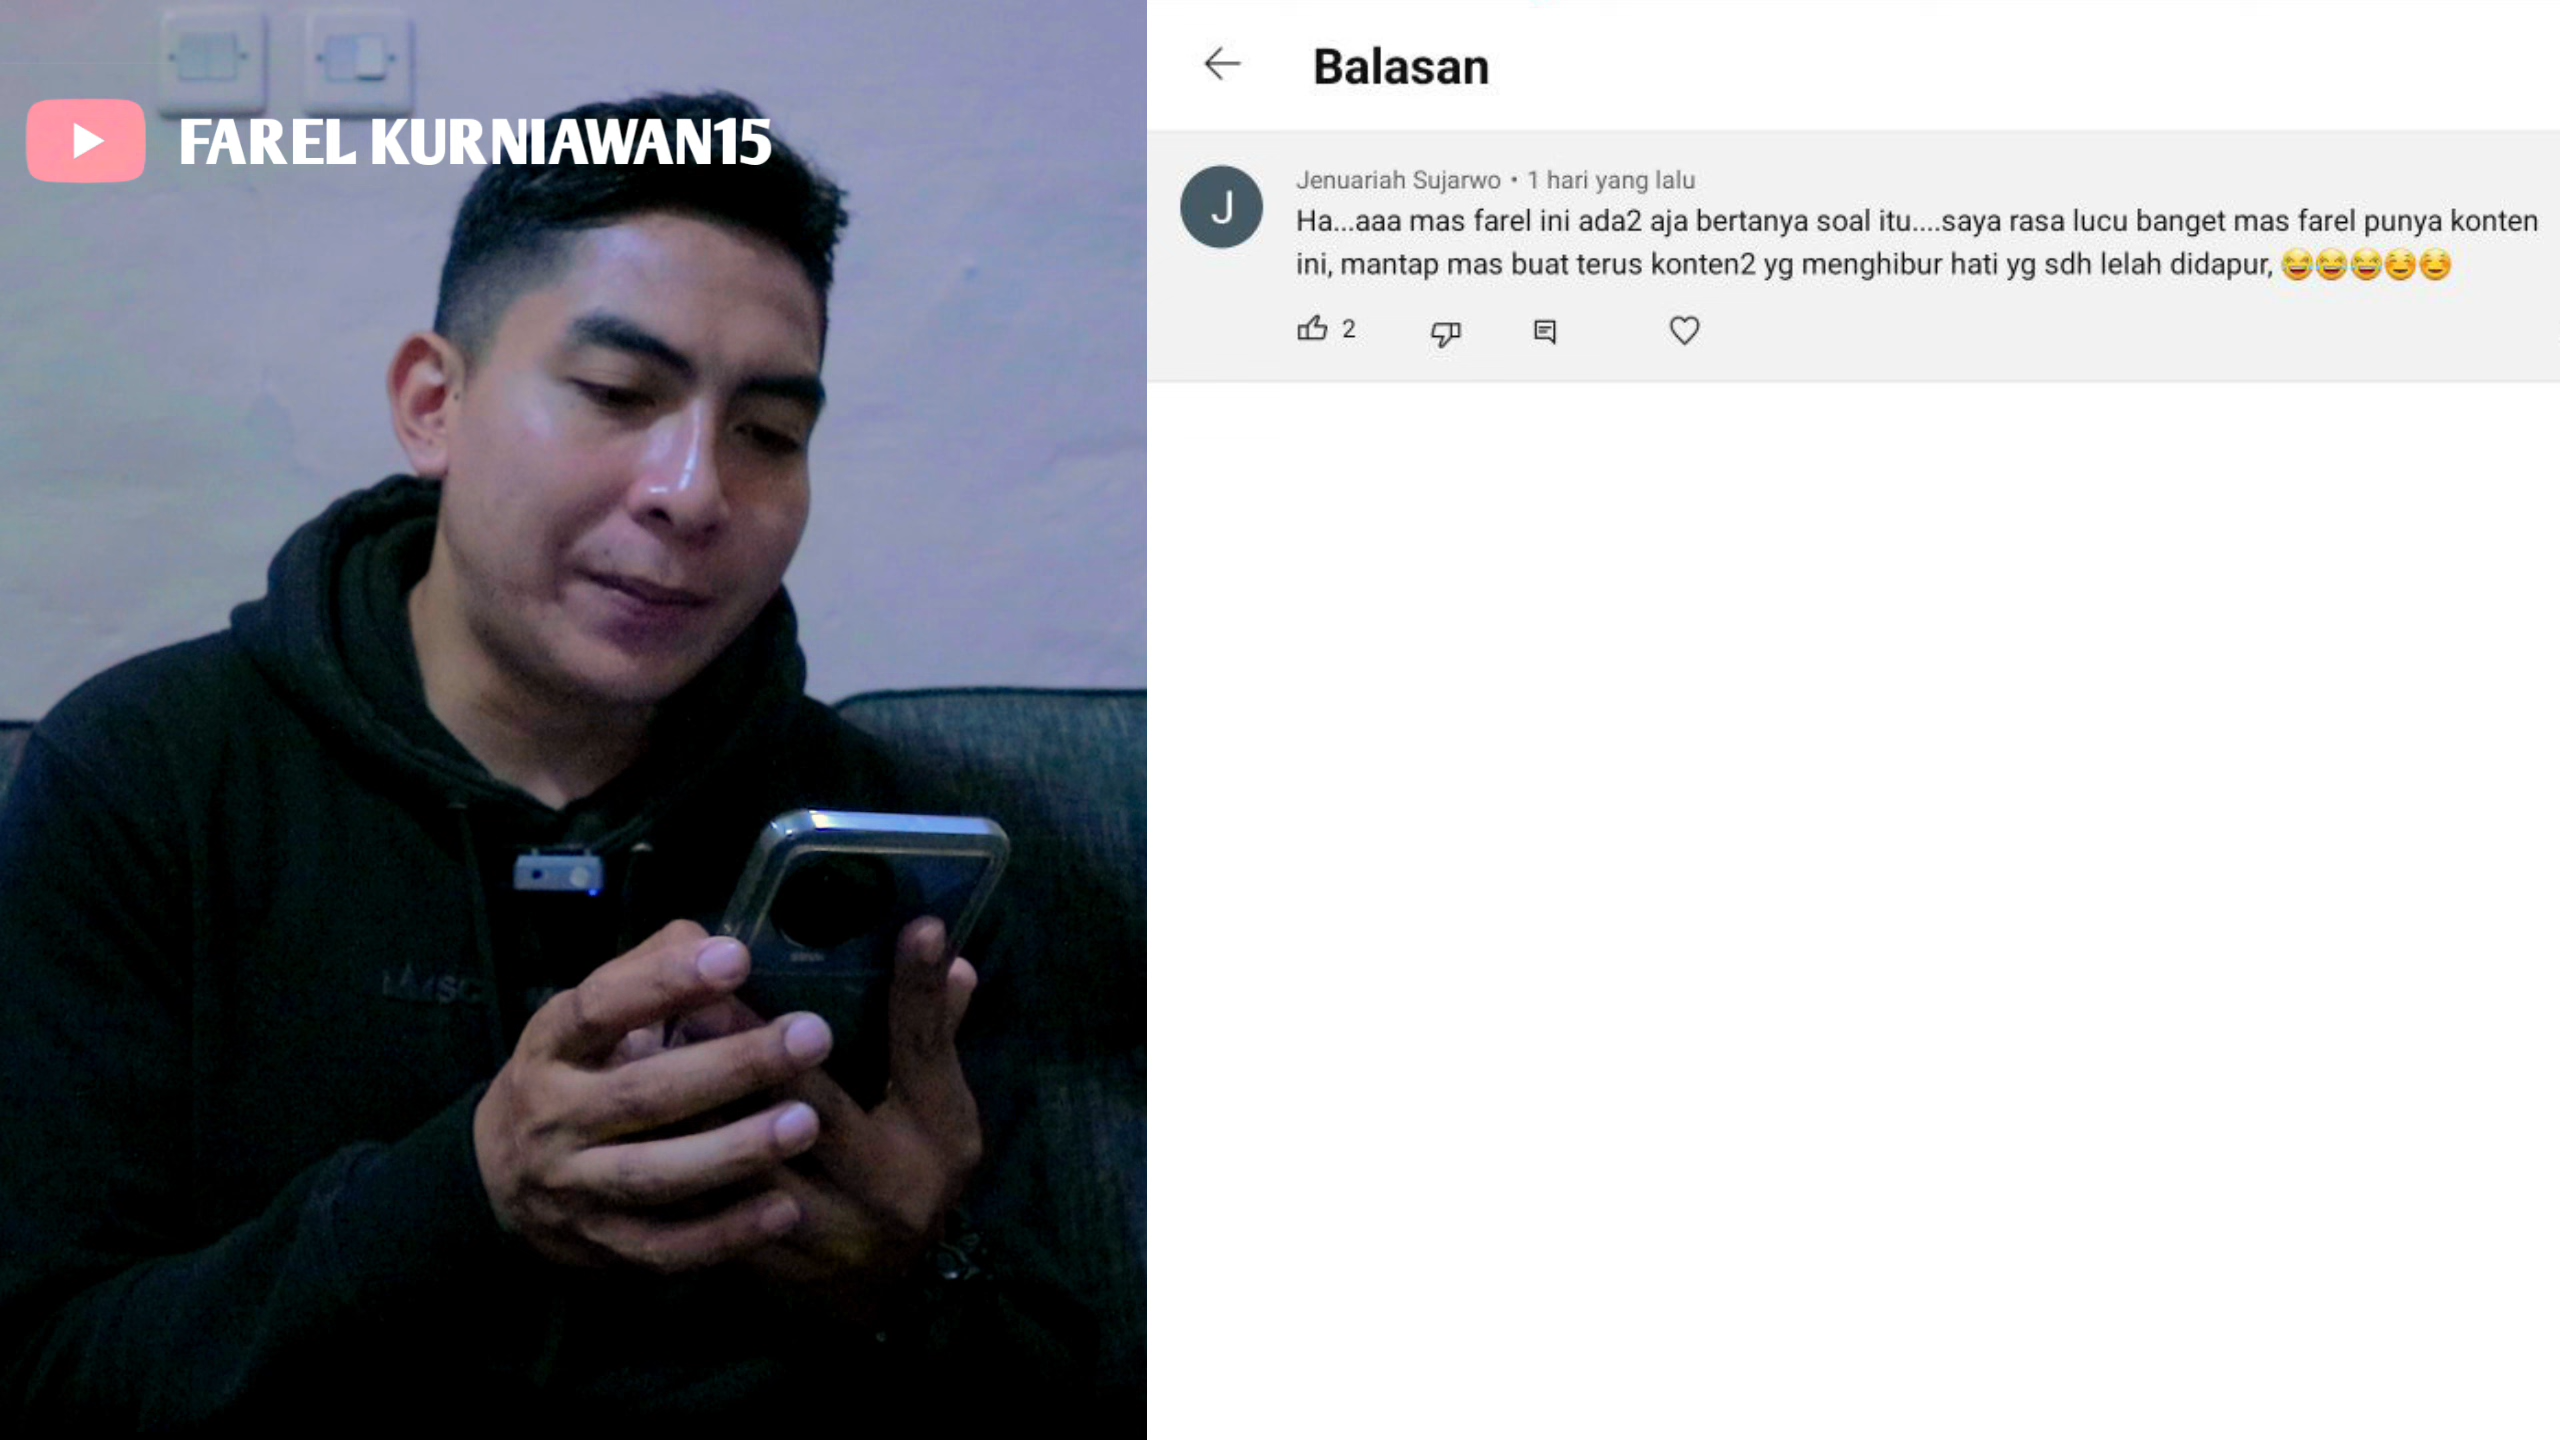 FAREL KURNIAWAN15
Balasan
J
Jenuariah Sujarwo • 1 hari yang lalu
Ha...aaa mas farel ini ada2 aja bertanya soal itu....saya rasa lucu banget mas farel punya konten
ini, mantap mas buat terus konten2 yg menghibur hati yg sdh lelah didapur, 😂😂😂☺️☺️
2